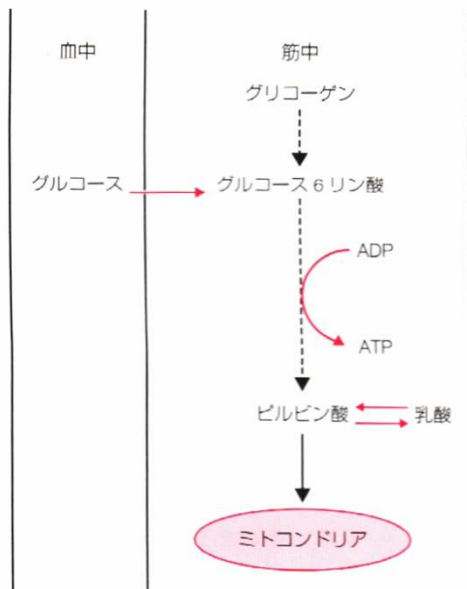 血中
筋中
グリコーゲン
グルコース
グルコース 6 リン酸
ADP
ATP
ピルビン酸
乳酸
ミトコンドリア